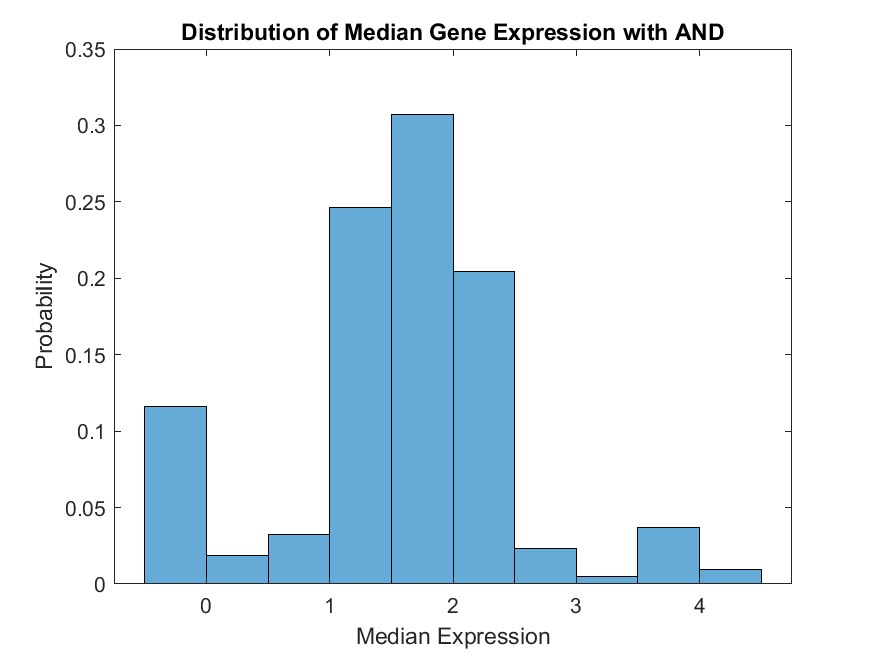 Distribution of Median Gene Expression with AND
0.35
0.3
0.25
0.2
0.15
0.1
0.05
0
Probability
0 1 2 3 4
Median Expression